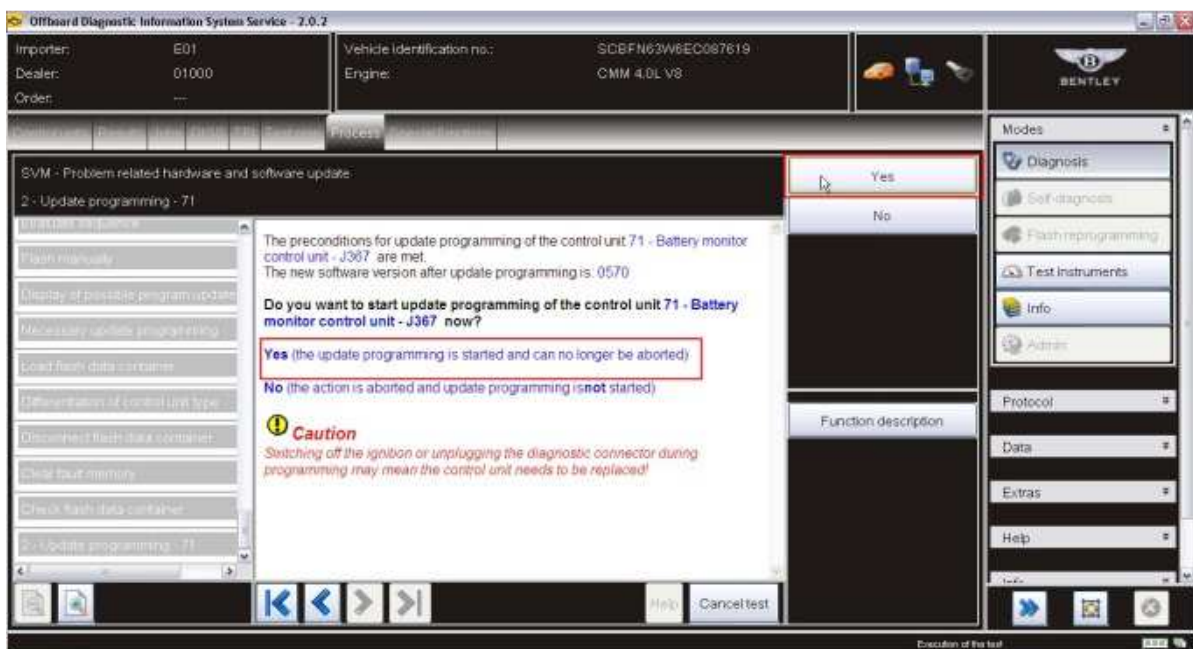 Offboard Diagnostic Information System Service - 2.0.2
Importer: E01
Dealer: 01000
Order: ---
Vehicle identification no.: SCBFN63W6EC087619
Engine: CMM 4.0L V8
BENTLEY
Process
SVM - Problem related hardware and software update
2 - Update programming - 71
Flash manually
Display of possible program update
Necessary update programming
Load flash data container
Differentiation of control unit type
Disconnect flash data container
Clear fault memory
Check flash data container
2 - Update programming - 71
The preconditions for update programming of the control unit 71 - Battery monitor
control unit - J367 are met.
The new software version after update programming is: 0570
Do you want to start update programming of the control unit 71 - Battery
monitor control unit - J367 now?
Yes (the update programming is started and can no longer be aborted)
No (the action is aborted and update programming isnot started)
Caution
Switching off the ignition or unplugging the diagnostic connector during
programming may mean the control unit needs to be replaced!
Help
Cancel test
Yes
No
Function description
Modes
Diagnosis
Self-diagnosis
Flash reprogramming
Test instruments
Info
Admin
Protocol
Data
Extras
Help
Info
Execution of the test